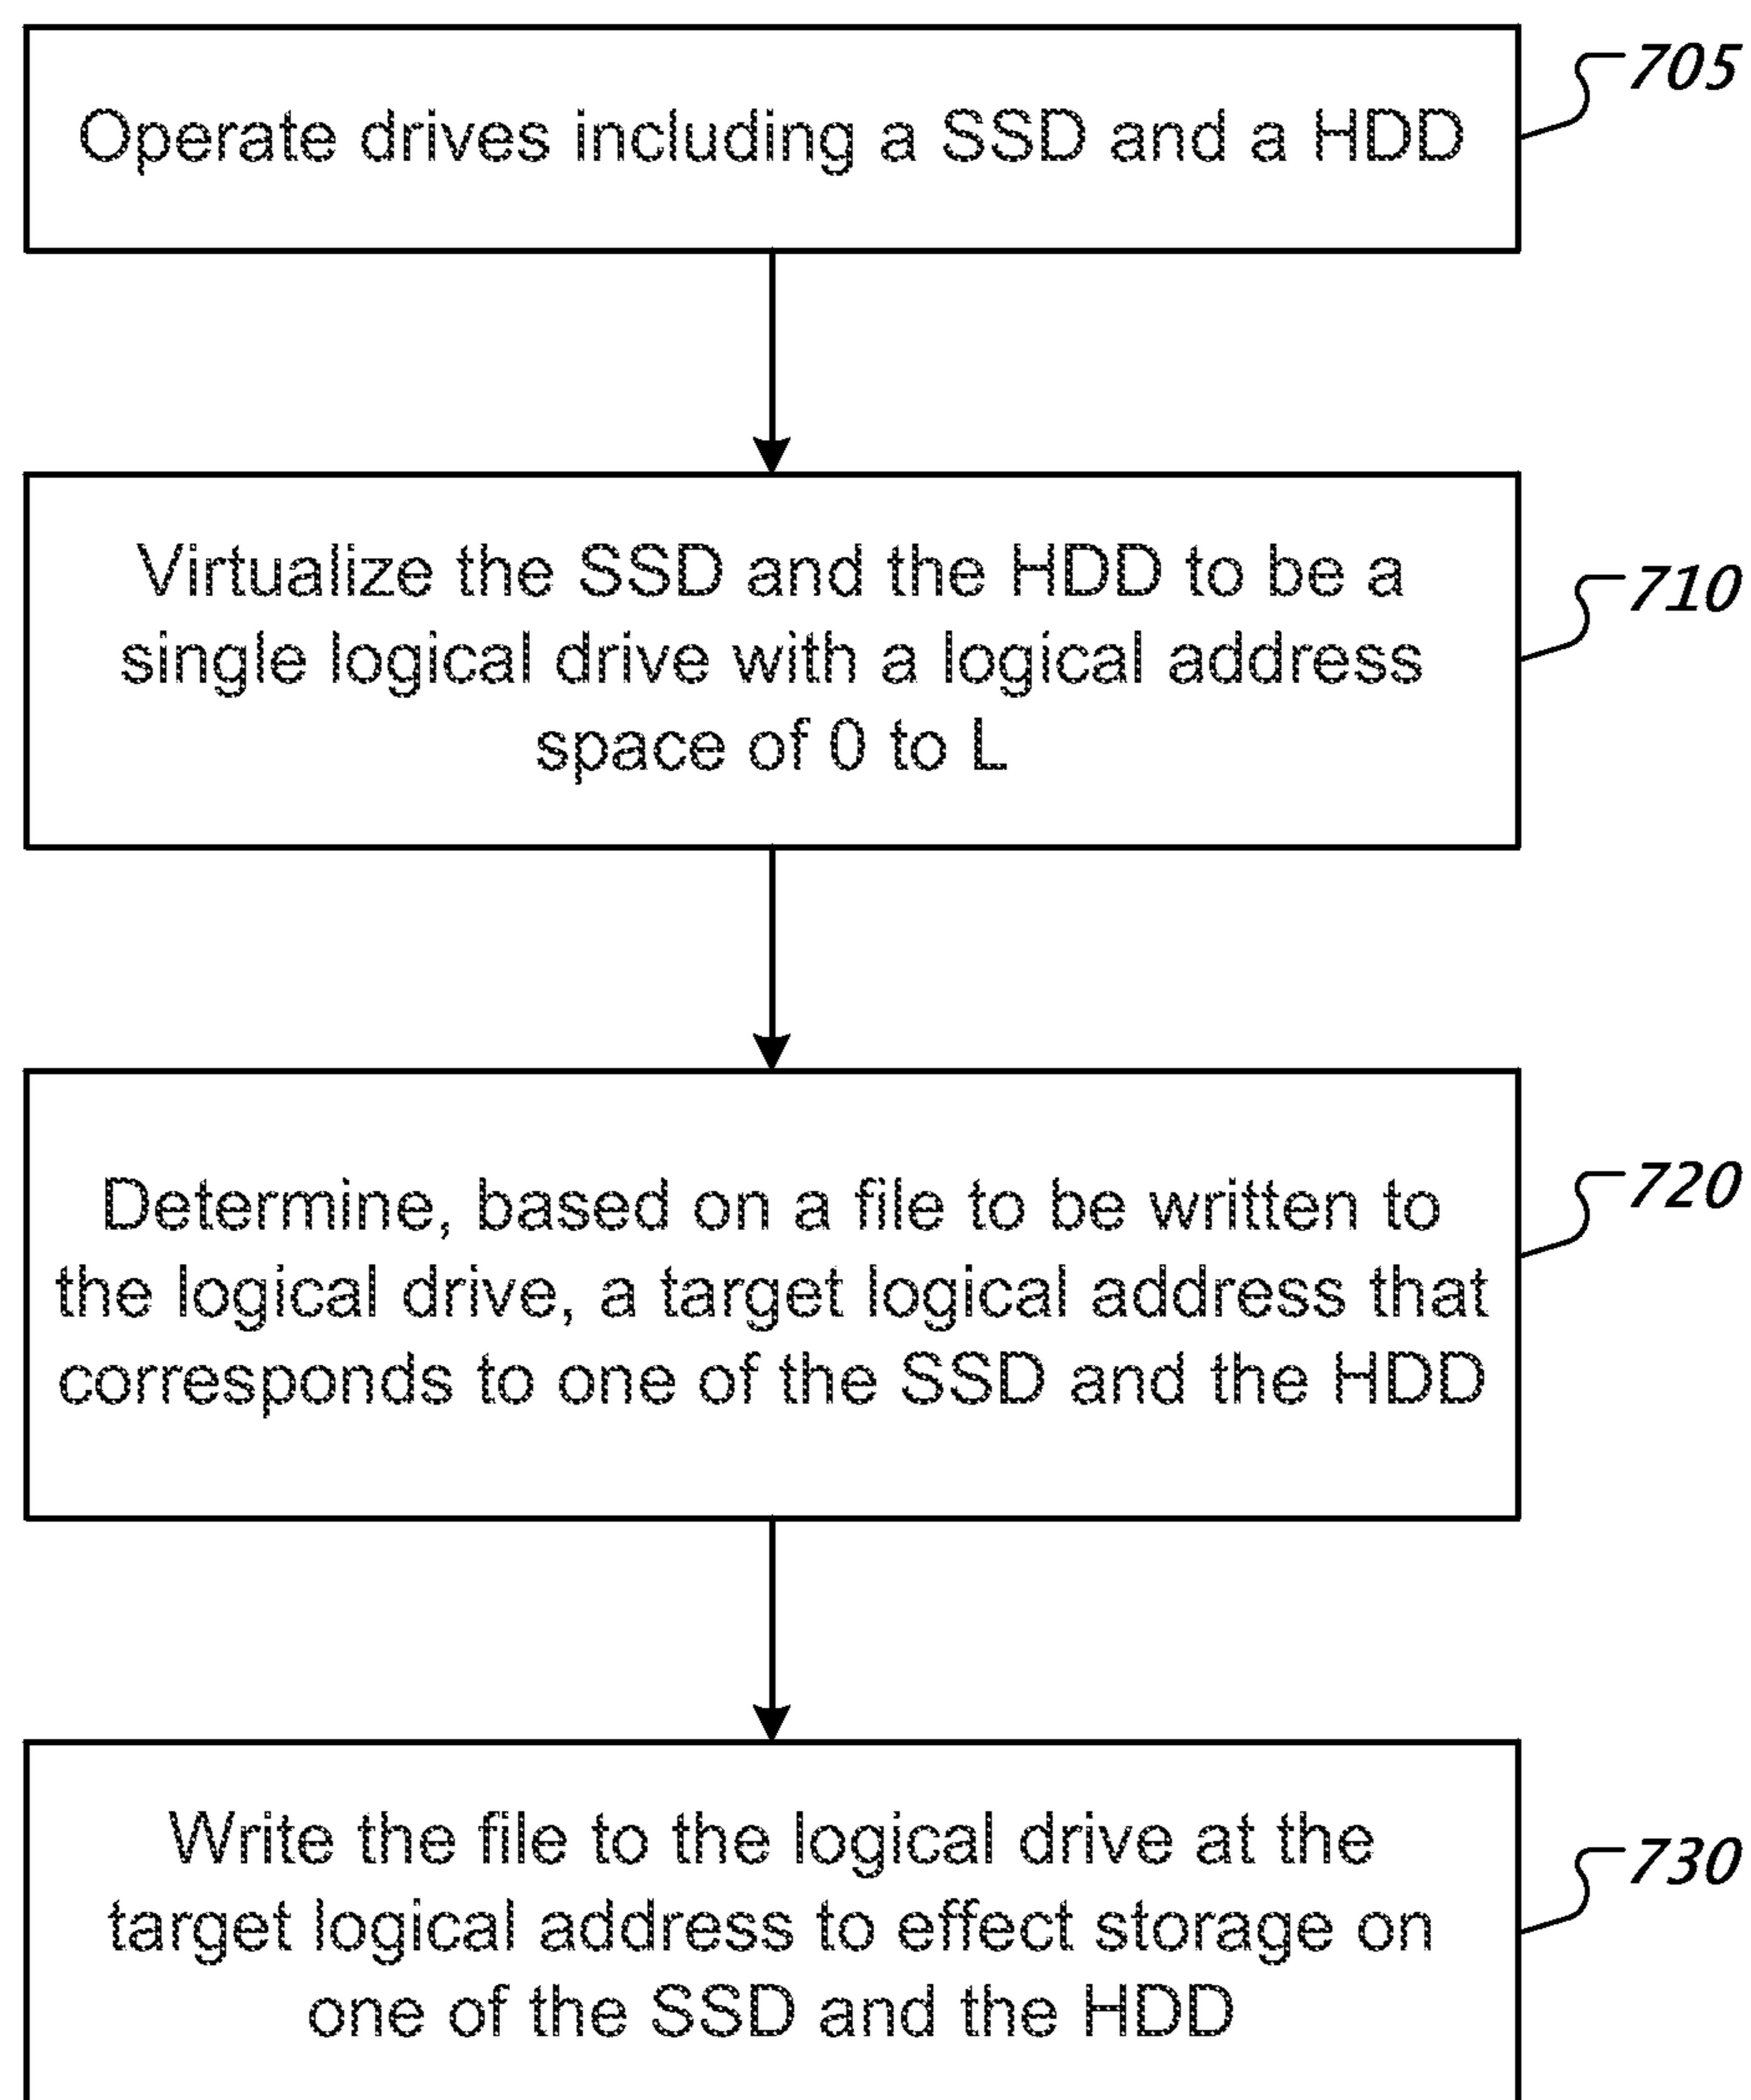 Operate drives including a SSD and a HDD
705
Virtualize the SSD and the HDD to be a
single logical drive with a logical address
space of 0 to L
710
Determine, based on a file to be written to
the logical drive, a target logical address that
corresponds to one of the SSD and the HDD
720
Write the file to the logical drive at the
target logical address to effect storage on
one of the SSD and the HDD
730